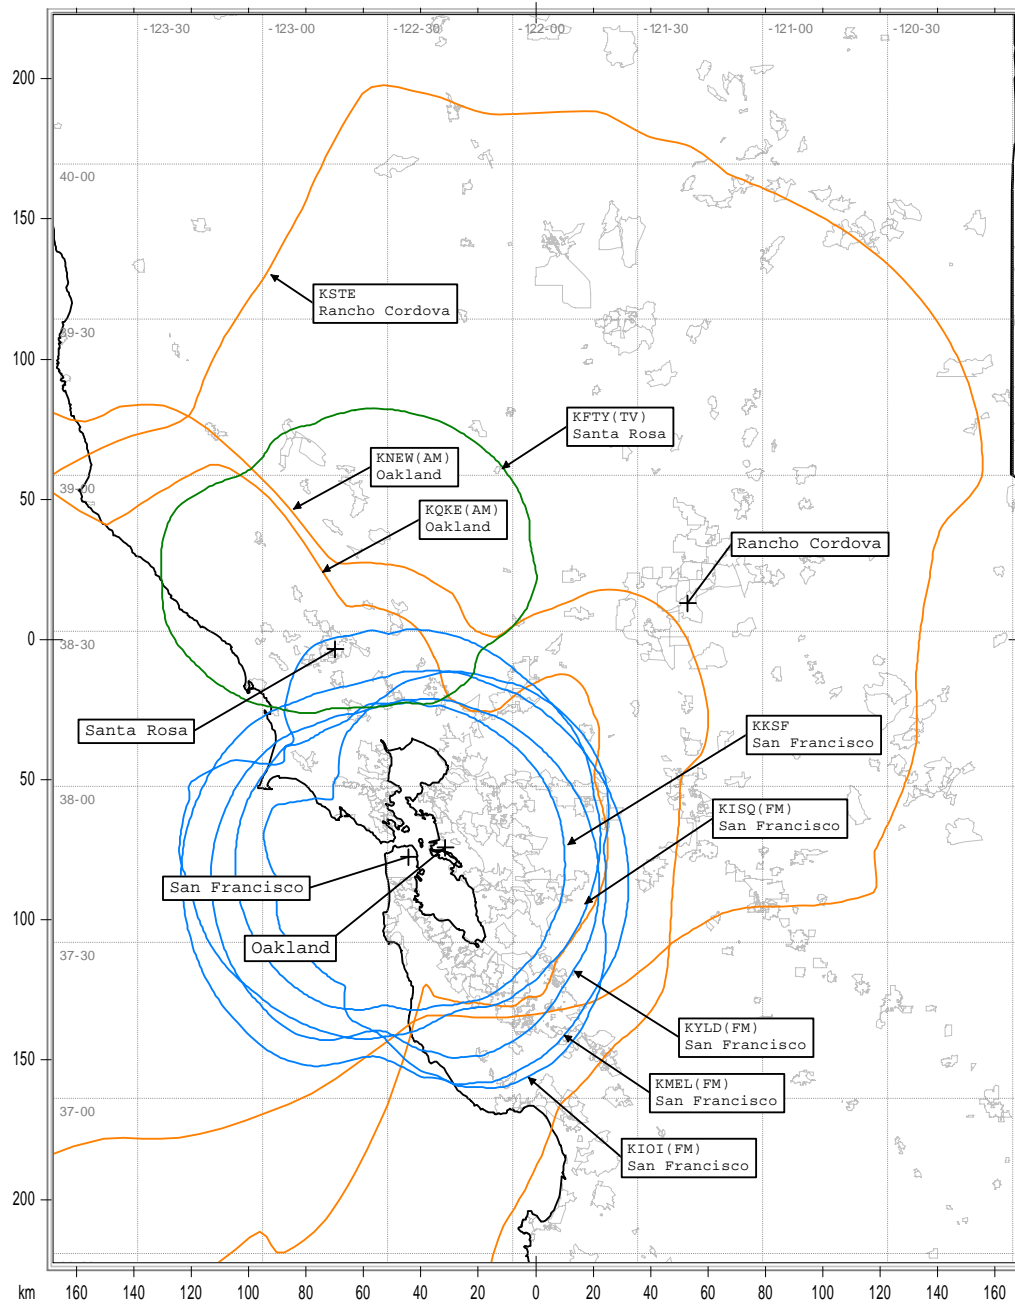 -123-30 -123-00 -122-30 -122-00 -121-30 -121-00 -120-30
200
40-00
150
KSTE
Rancho Cordova
39-30
100
KFTY(TV)
Santa Rosa
KNEW(AM)
Oakland
39-00
50
KQKE(AM)
Oakland
Rancho Cordova
0
38-30
Santa Rosa
KKSF
San Francisco
50
38-00
KISQ(FM)
San Francisco
San Francisco
100
Oakland
37-30
KYLD(FM)
San Francisco
150
KMEL(FM)
San Francisco
37-00
KIOI(FM)
San Francisco
200
km 160 140 120 100 80 60 40 20 0 20 40 60 80 100 120 140 160